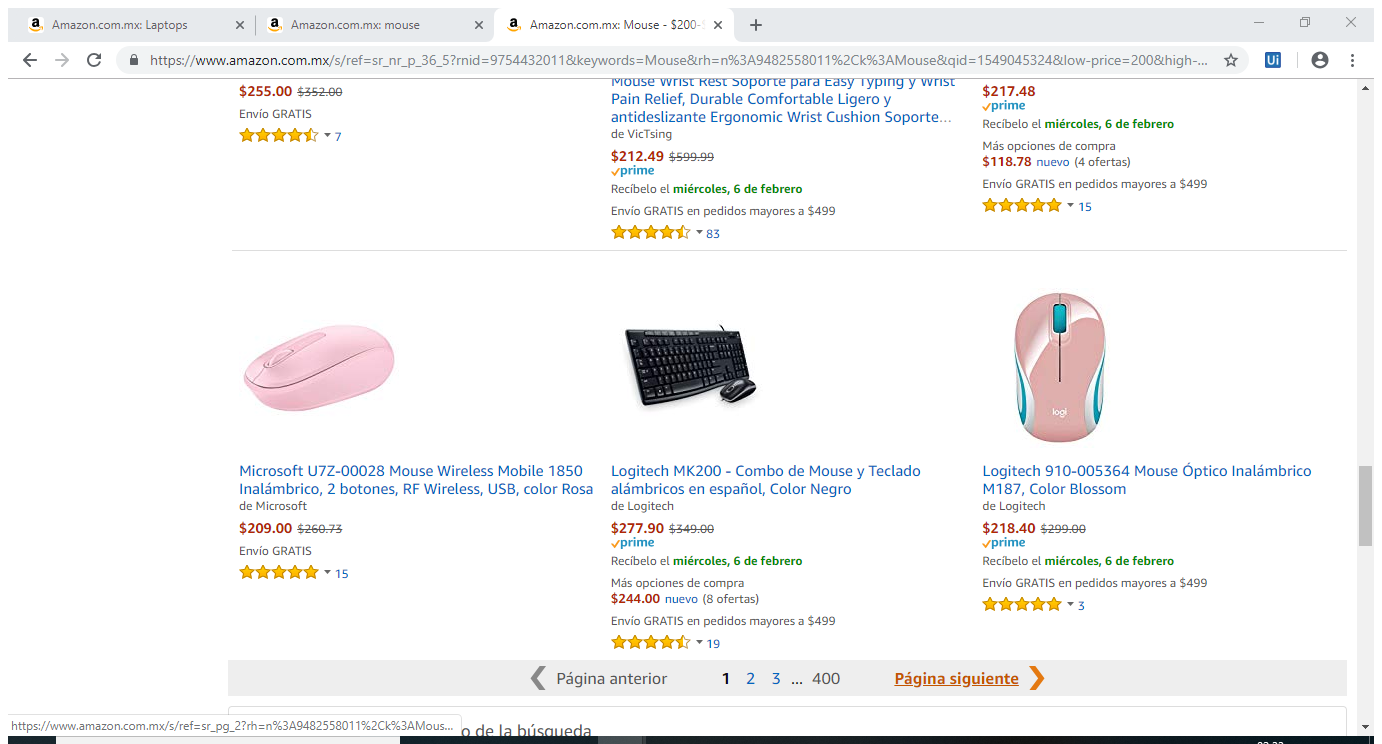 Amazon.com.mx: Laptops
Amazon.com.mx: mouse
Amazon.com.mx: Mouse - $200-
https://www.amazon.com.mx/s/ref=sr_nr_p_36_5?rnid=9754432011&keywords=Mouse&rh=n%3A9482558011%2Ck%3AMouse&qid=1549045324&low-price=200&high-...
Ui
$255.00 $352.00
Envío GRATIS
7
Mouse Wrist Rest Soporte para Easy Typing y Wrist
Pain Relief, Durable Comfortable Ligero y
antideslizante Ergonomic Wrist Cushion Soporte...
de VicTsing
$212.49 $599.99
prime
Recíbelo el miércoles, 6 de febrero
Envío GRATIS en pedidos mayores a $499
83
$217.48
prime
Recíbelo el miércoles, 6 de febrero
Más opciones de compra
$118.78 nuevo (4 ofertas)
Envío GRATIS en pedidos mayores a $499
15
Microsoft U7Z-00028 Mouse Wireless Mobile 1850
Inalámbrico, 2 botones, RF Wireless, USB, color Rosa
de Microsoft
$209.00 $260.73
Envío GRATIS
15
Logitech MK200 - Combo de Mouse y Teclado
alámbricos en español, Color Negro
de Logitech
$277.90 $349.00
prime
Recíbelo el miércoles, 6 de febrero
Más opciones de compra
$244.00 nuevo (8 ofertas)
Envío GRATIS en pedidos mayores a $499
19
logi
Logitech 910-005364 Mouse Óptico Inalámbrico
M187, Color Blossom
de Logitech
$218.40 $299.00
prime
Recíbelo el miércoles, 6 de febrero
Envío GRATIS en pedidos mayores a $499
3
Página anterior 1 2 3 ... 400 Página siguiente
https://www.amazon.com.mx/s/ref=sr_pg_2?rh=n%3A9482558011%2Ck%3AMous...
o de la búsqueda